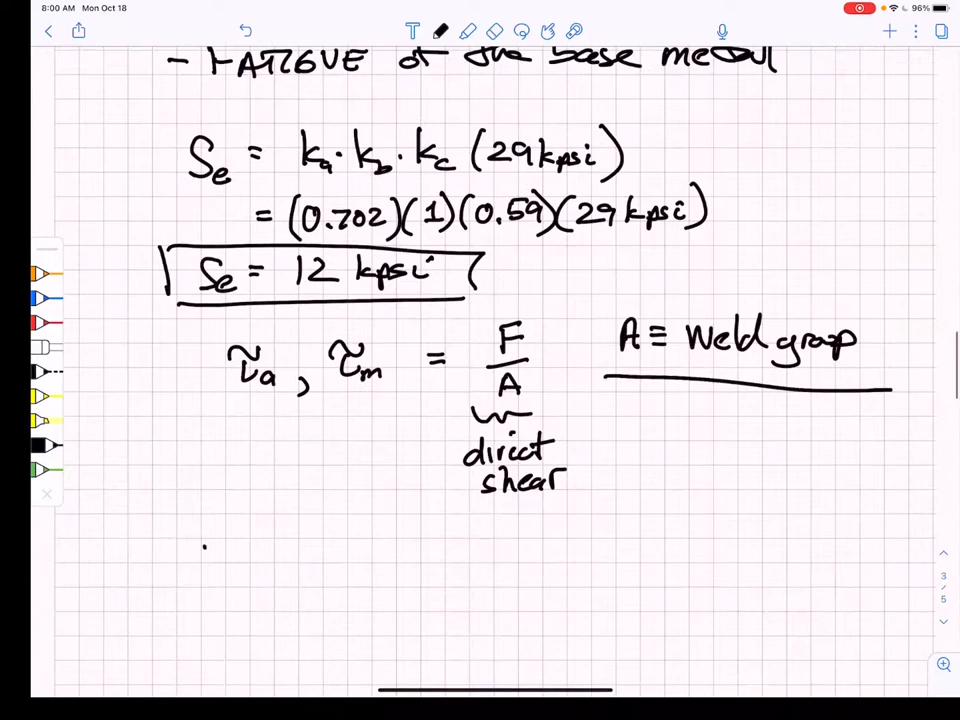 8:00 AM Mon Oct 18
96%
- FATIGUE of the base metal
Se = ka · kb · kc (29 kpsi)
= (0.702)(1)(0.59)(29 kpsi)
Se = 12 kpsi
τa, τm = F/A
A ≡ Weld group
direct
shear
3
/
5